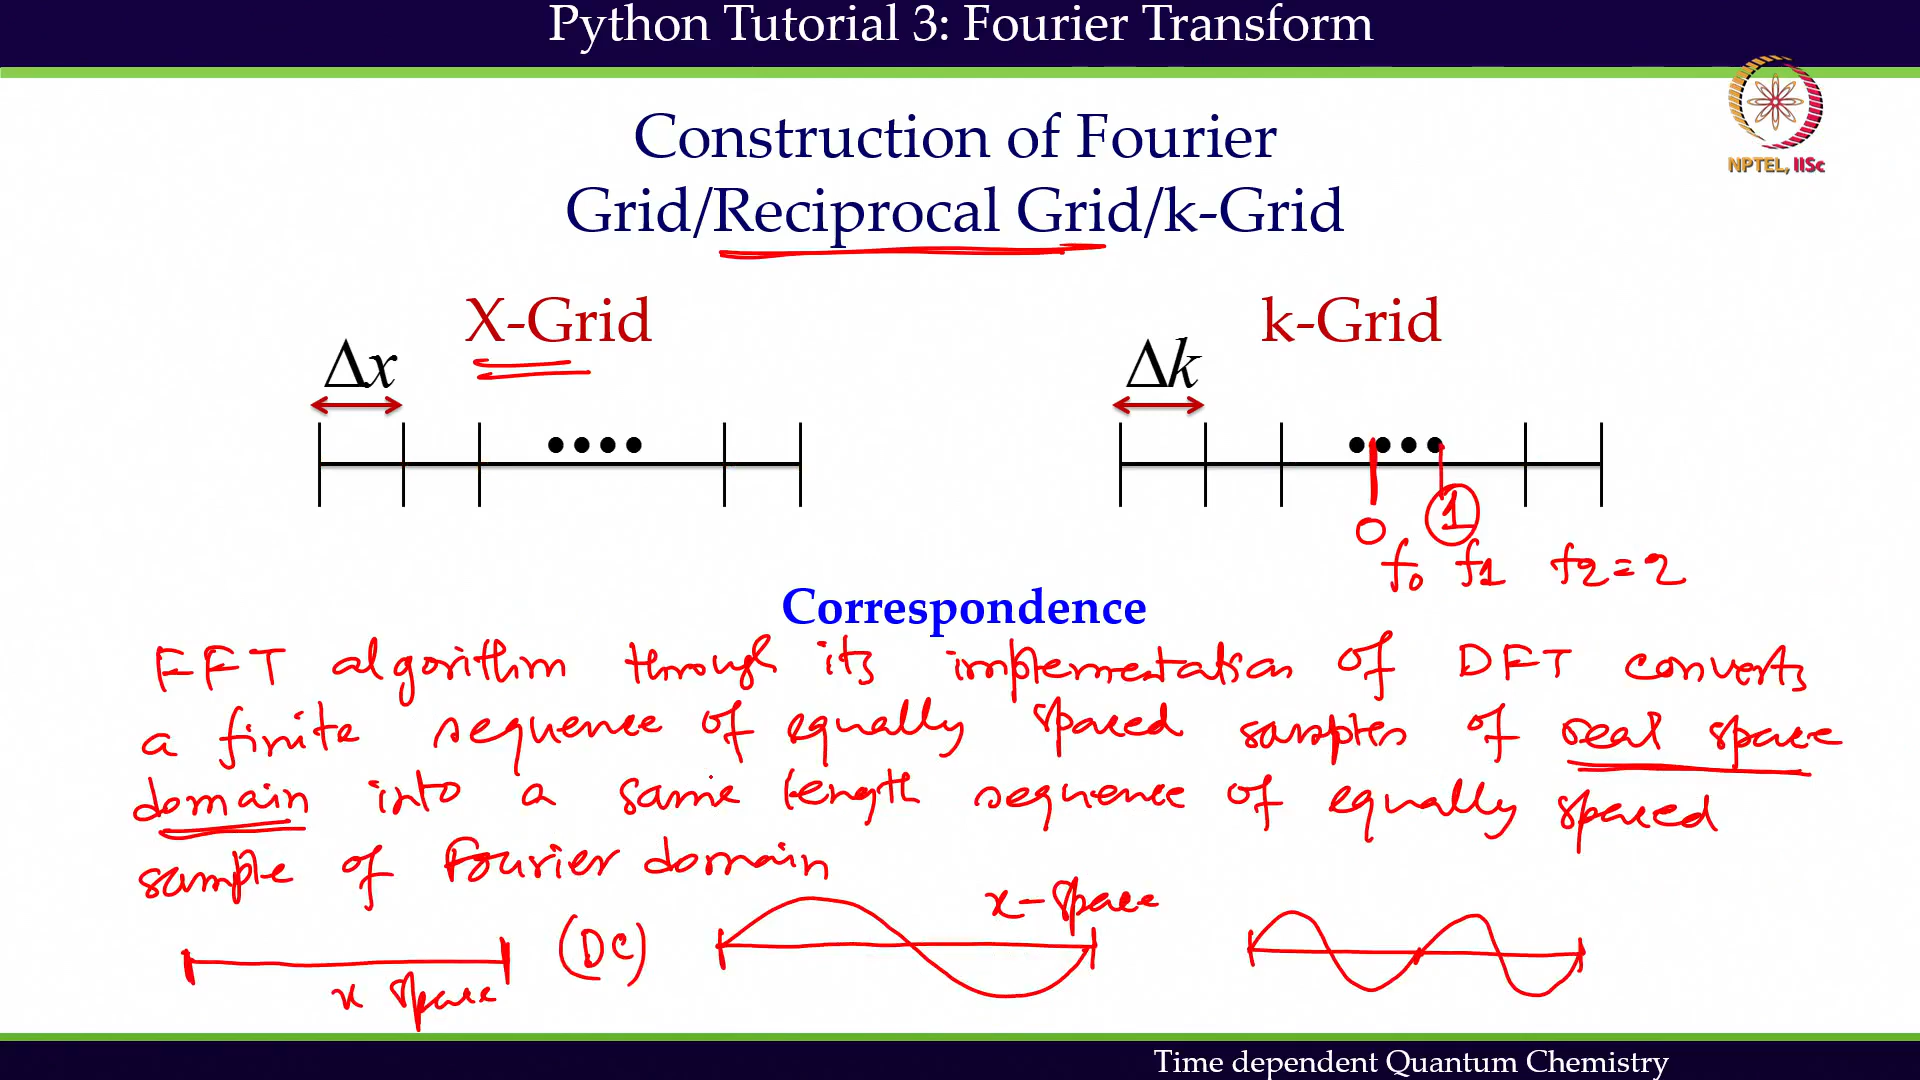 Python Tutorial 3: Fourier Transform
NPTEL, IISc
Construction of Fourier
Grid/Reciprocal Grid/k-Grid
X-Grid
k-Grid
Δx
Δk
0
1
f0 f1 f2=2
Correspondence
FFT algorithm through its implementation of DFT converts
a finite sequence of equally spaced samples of real space
domain into a same length sequence of equally spaced
sample of Fourier domain
x-space
(DC)
x space
Time dependent Quantum Chemistry